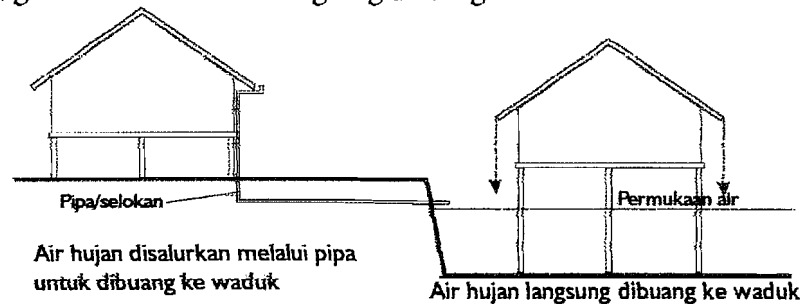 Pipa/selokan
Permukaan air
Air hujan disalurkan melalui pipa
untuk dibuang ke waduk
Air hujan langsung dibuang ke waduk